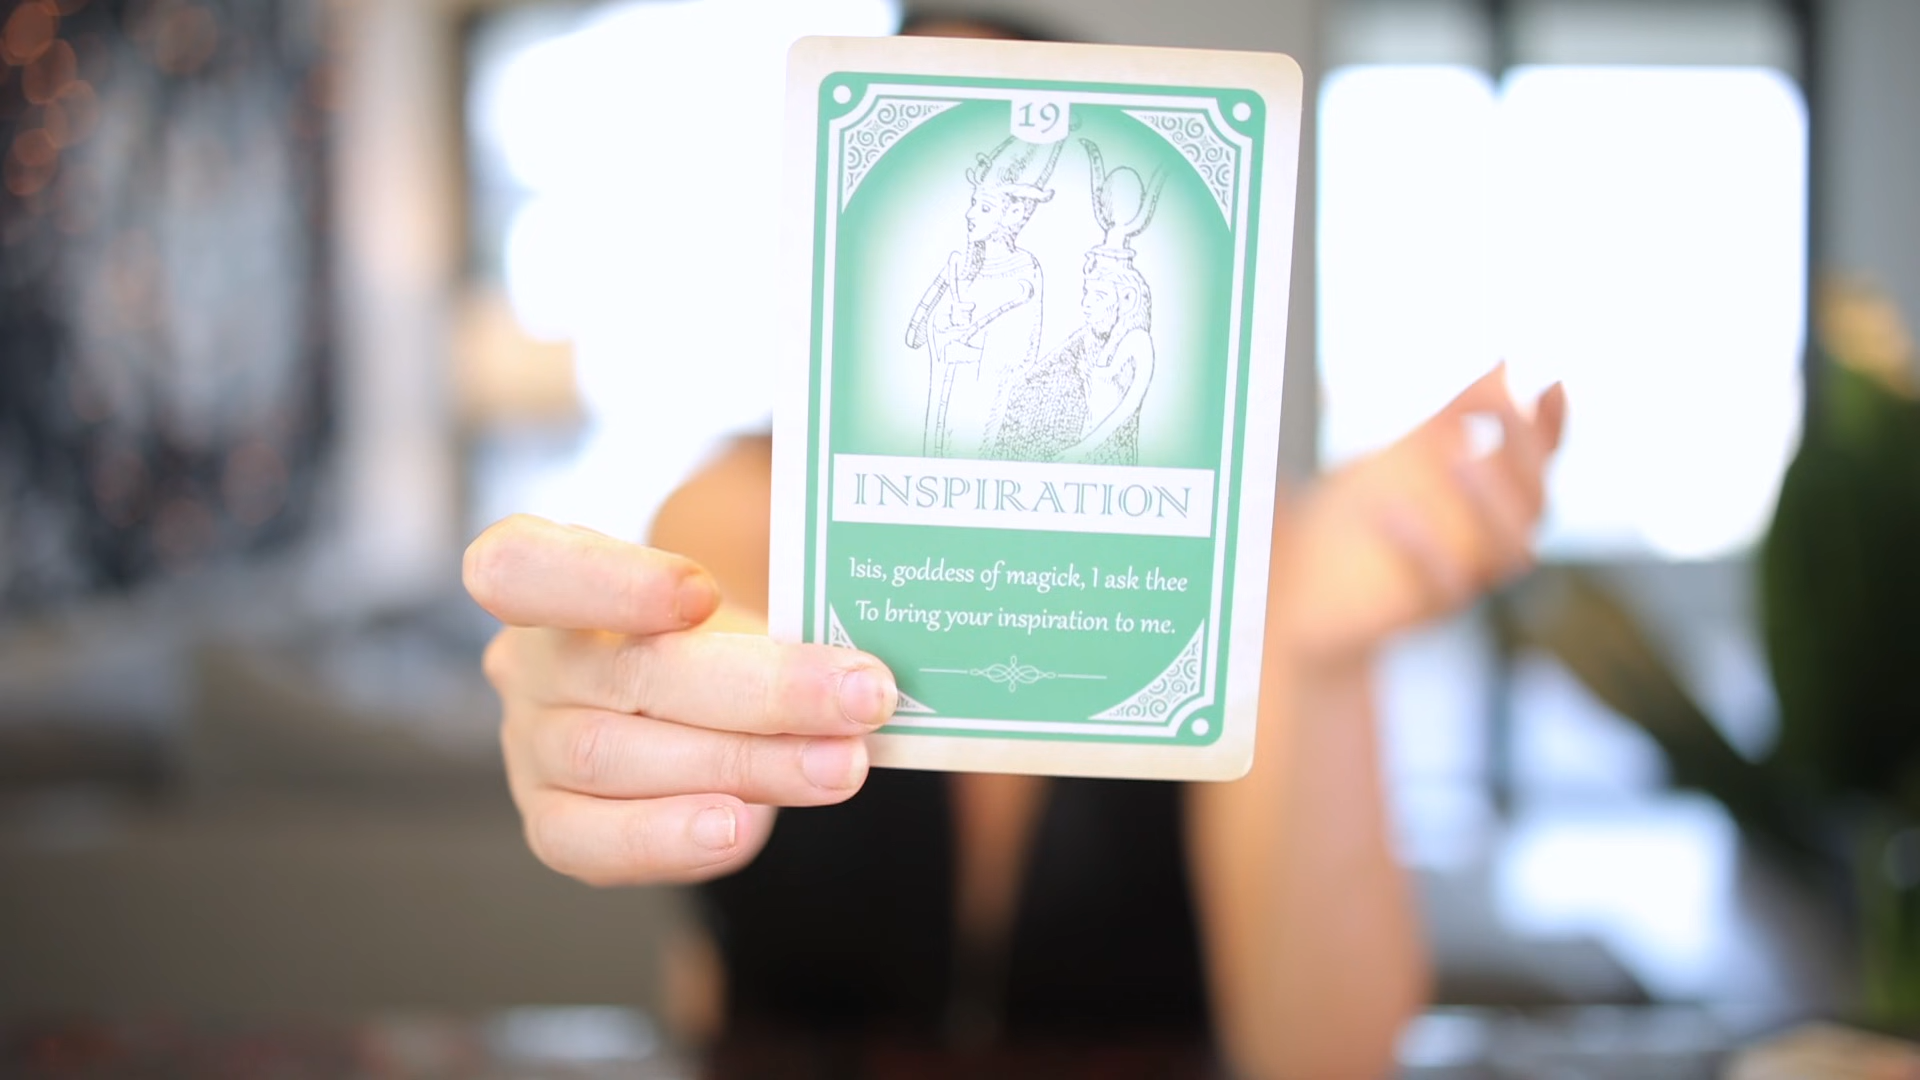 19
INSPIRATION
Isis, goddess of magick, I ask thee
To bring your inspiration to me.